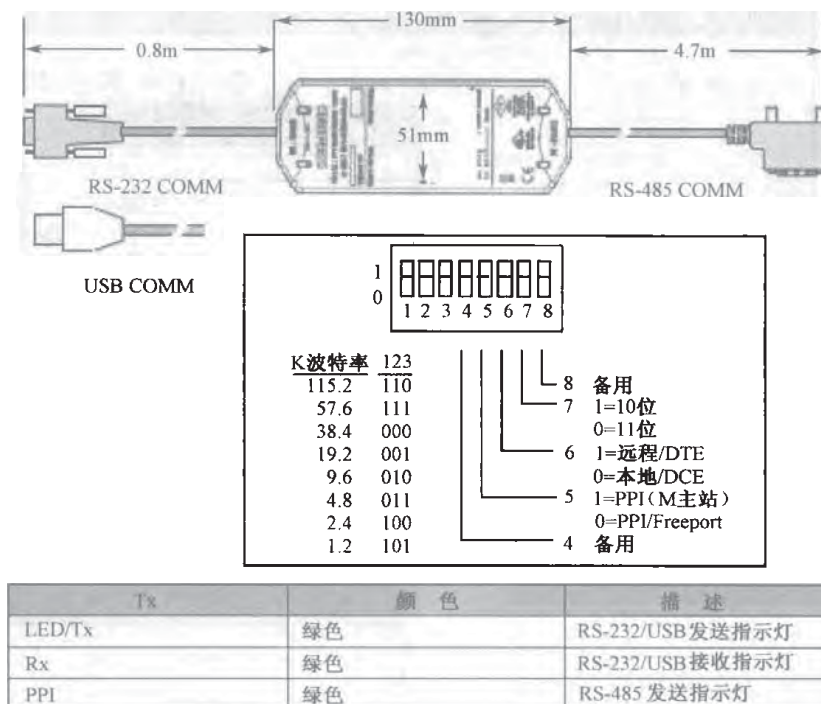 130mm
0.8m
4.7m
51mm
RS-232 COMM
RS-485 COMM
USB COMM
1
0
1 2 3 4 5 6 7 8
K波特率 123
115.2 110
57.6 111
38.4 000
19.2 001
9.6 010
4.8 011
2.4 100
1.2 101
8 备用
7 1=10位
0=11位
6 1=远程/DTE
0=本地/DCE
5 1=PPI(M主站)
0=PPI/Freeport
4 备用
Tx 颜 色 描 述
LED/Tx 绿色 RS-232/USB发送指示灯
Rx 绿色 RS-232/USB接收指示灯
PPI 绿色 RS-485 发送指示灯